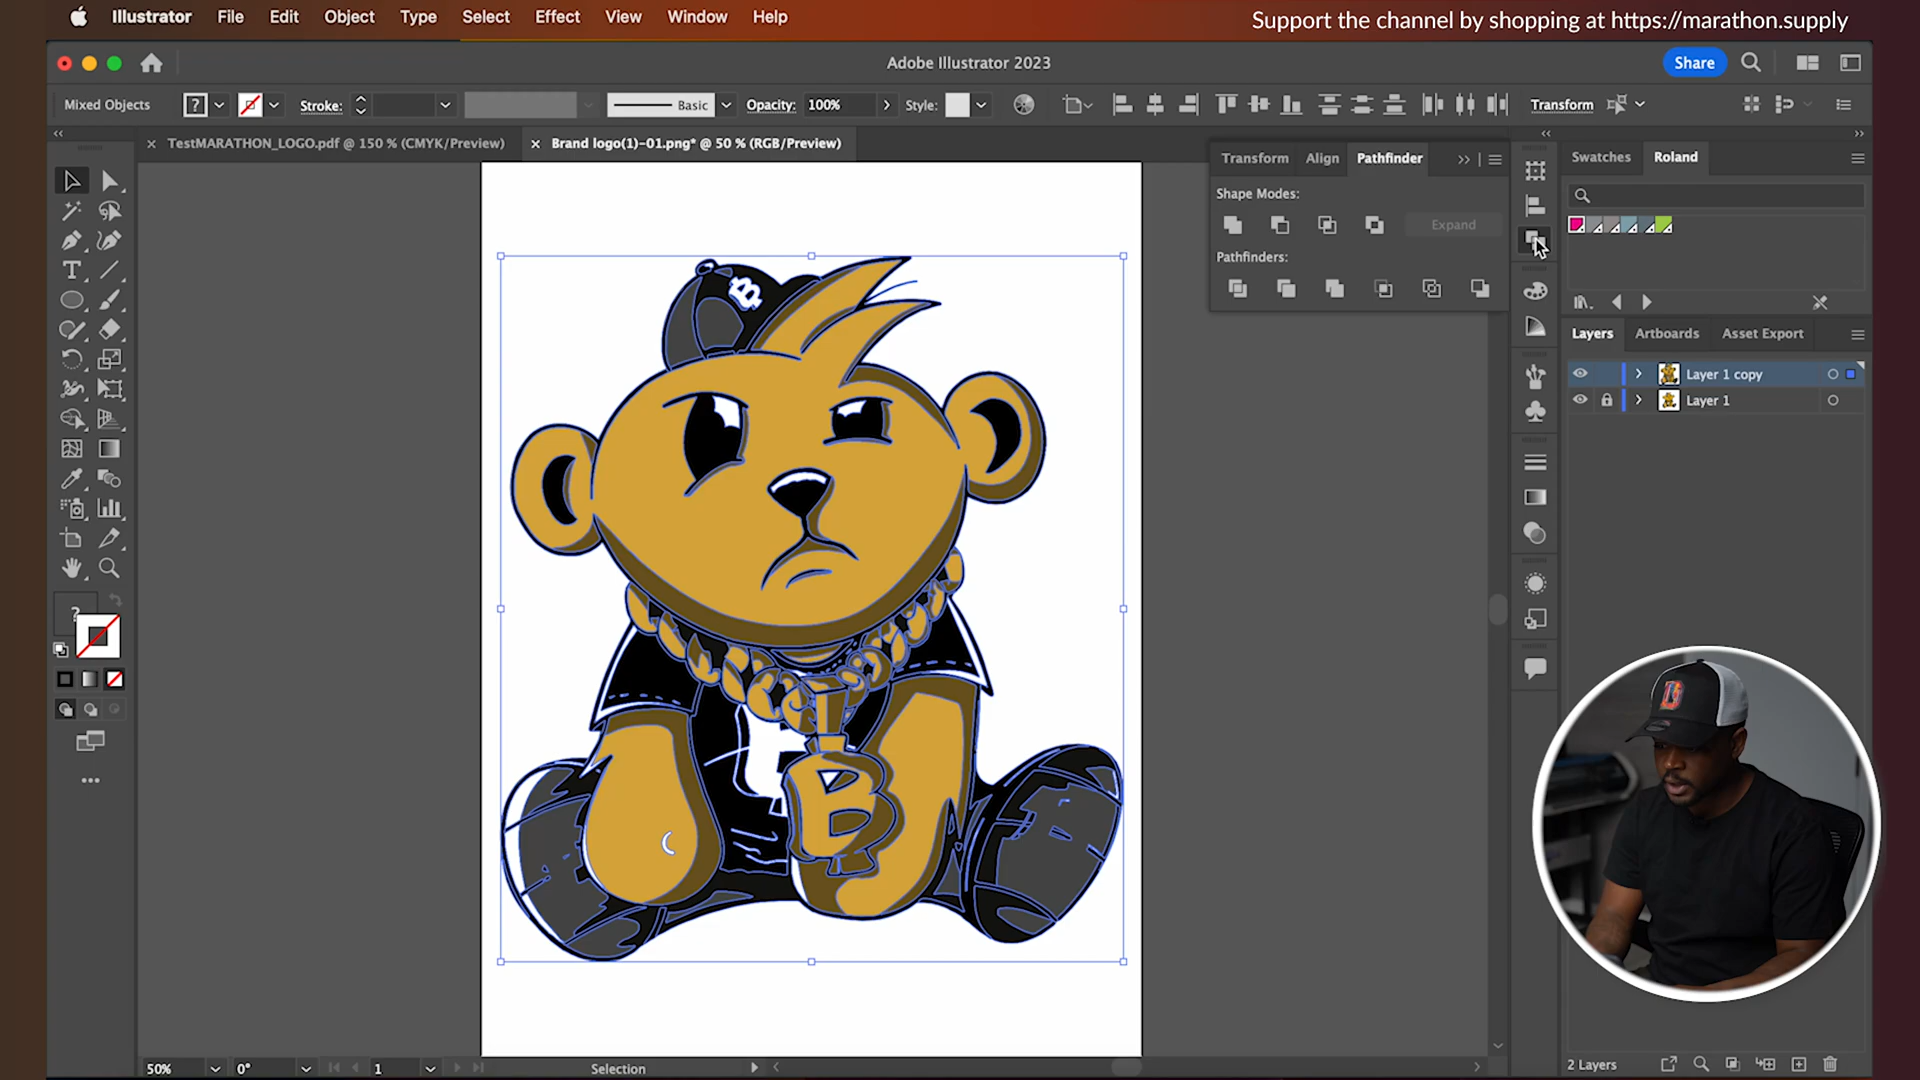 Illustrator File Edit Object Type Select Effect View Window Help
Support the channel by shopping at https://marathon.supply
Adobe Illustrator 2023
Share
Mixed Objects ? Stroke: Basic Opacity: 100% Style: Transform
TestMARATHON_LOGO.pdf @ 150 % (CMYK/Preview)
Brand logo(1)-01.png* @ 50 % (RGB/Preview)
Transform Align Pathfinder
Shape Modes:
Expand
Pathfinders:
Swatches Roland
Layers Artboards Asset Export
Layer 1 copy
Layer 1
T
?
B
B
50% 0° 1 Selection
2 Layers